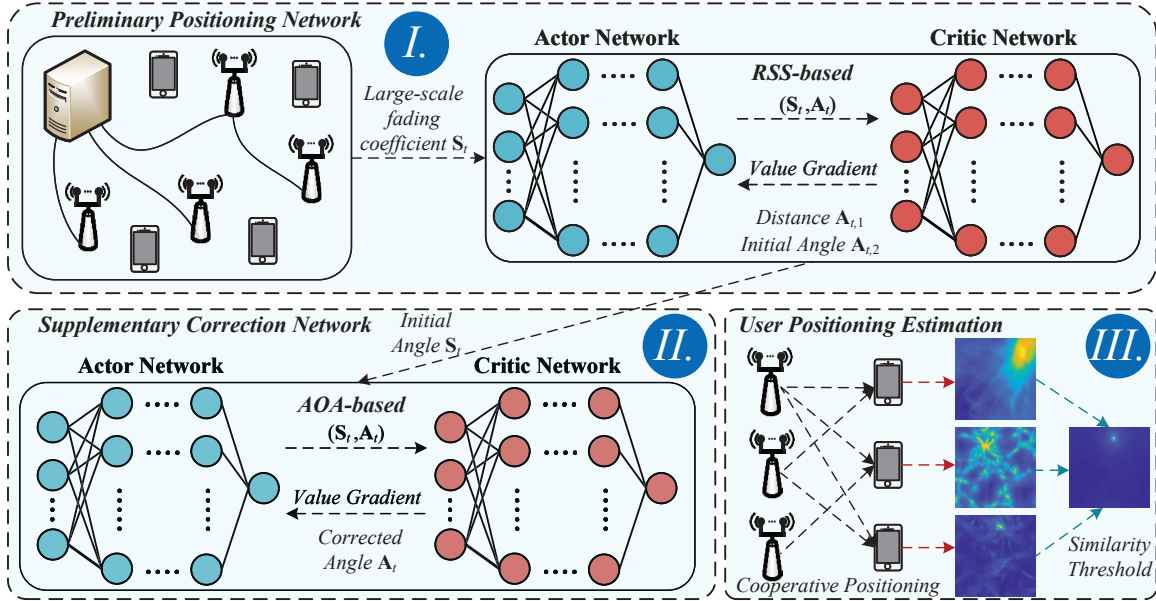 Preliminary Positioning Network
I.
Large-scale
fading
coefficient S_t
Actor Network
Critic Network
RSS-based
(S_t, A_t)
Value Gradient
Distance A_{t,1}
Initial Angle A_{t,2}
Supplementary Correction Network
II.
Initial
Angle S_t
Actor Network
Critic Network
AOA-based
(S_t, A_t)
Value Gradient
Corrected
Angle A_t
User Positioning Estimation
III.
Cooperative Positioning
Similarity
Threshold